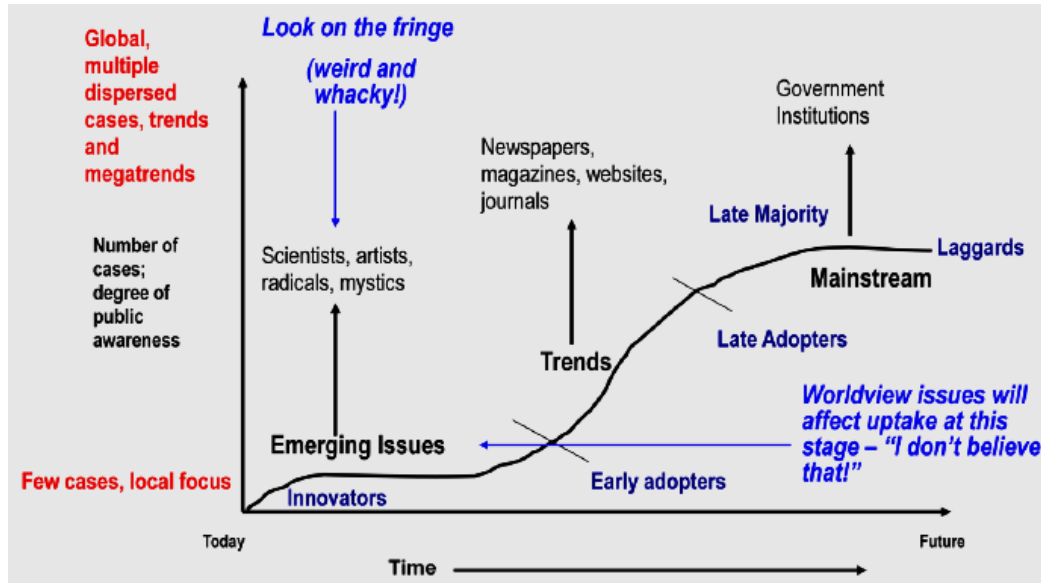 Global,
multiple
dispersed
cases, trends
and
megatrends
Look on the fringe
(weird and
whacky!)
Government
Institutions
Newspapers,
magazines, websites,
journals
Late Majority
Number of
cases;
degree of
public
awareness
Scientists, artists,
radicals, mystics
Laggards
Mainstream
Late Adopters
Trends
Worldview issues will
affect uptake at this
stage – “I don’t believe
that!”
Emerging Issues
Few cases, local focus
Innovators
Early adopters
Today
Future
Time